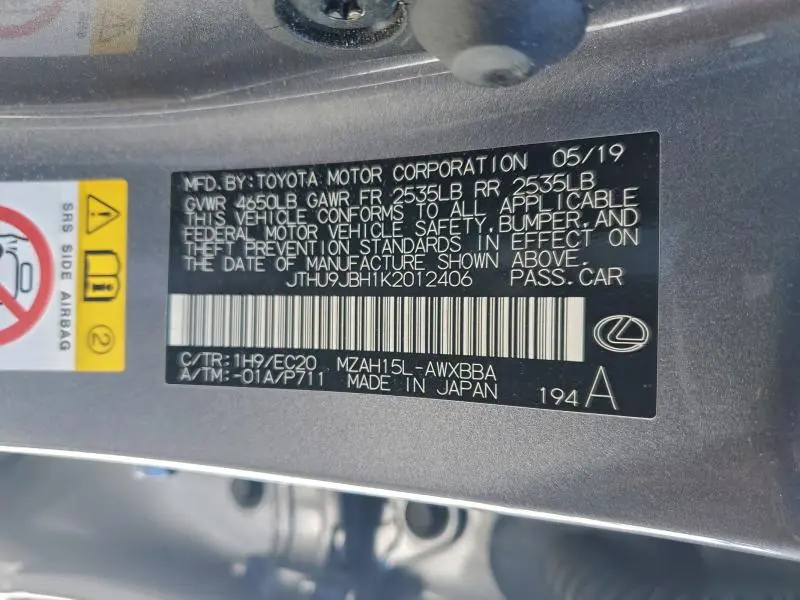 MFD.BY:TOYOTA MOTOR CORPORATION 05/19
GVWR 4650LB GAWR FR 2535LB RR 2535LB
THIS VEHICLE CONFORMS TO ALL APPLICABLE
FEDERAL MOTOR VEHICLE SAFETY,BUMPER,AND
THEFT PREVENTION STANDARDS IN EFFECT ON
THE DATE OF MANUFACTURE SHOWN ABOVE.
JTHU9JBH1K2012406 PASS.CAR
C/TR:1H9/EC20 MZAH15L-AWXBBA
A/TM:-01A/P711 MADE IN JAPAN
194A
SRS SIDE AIRBAG
2